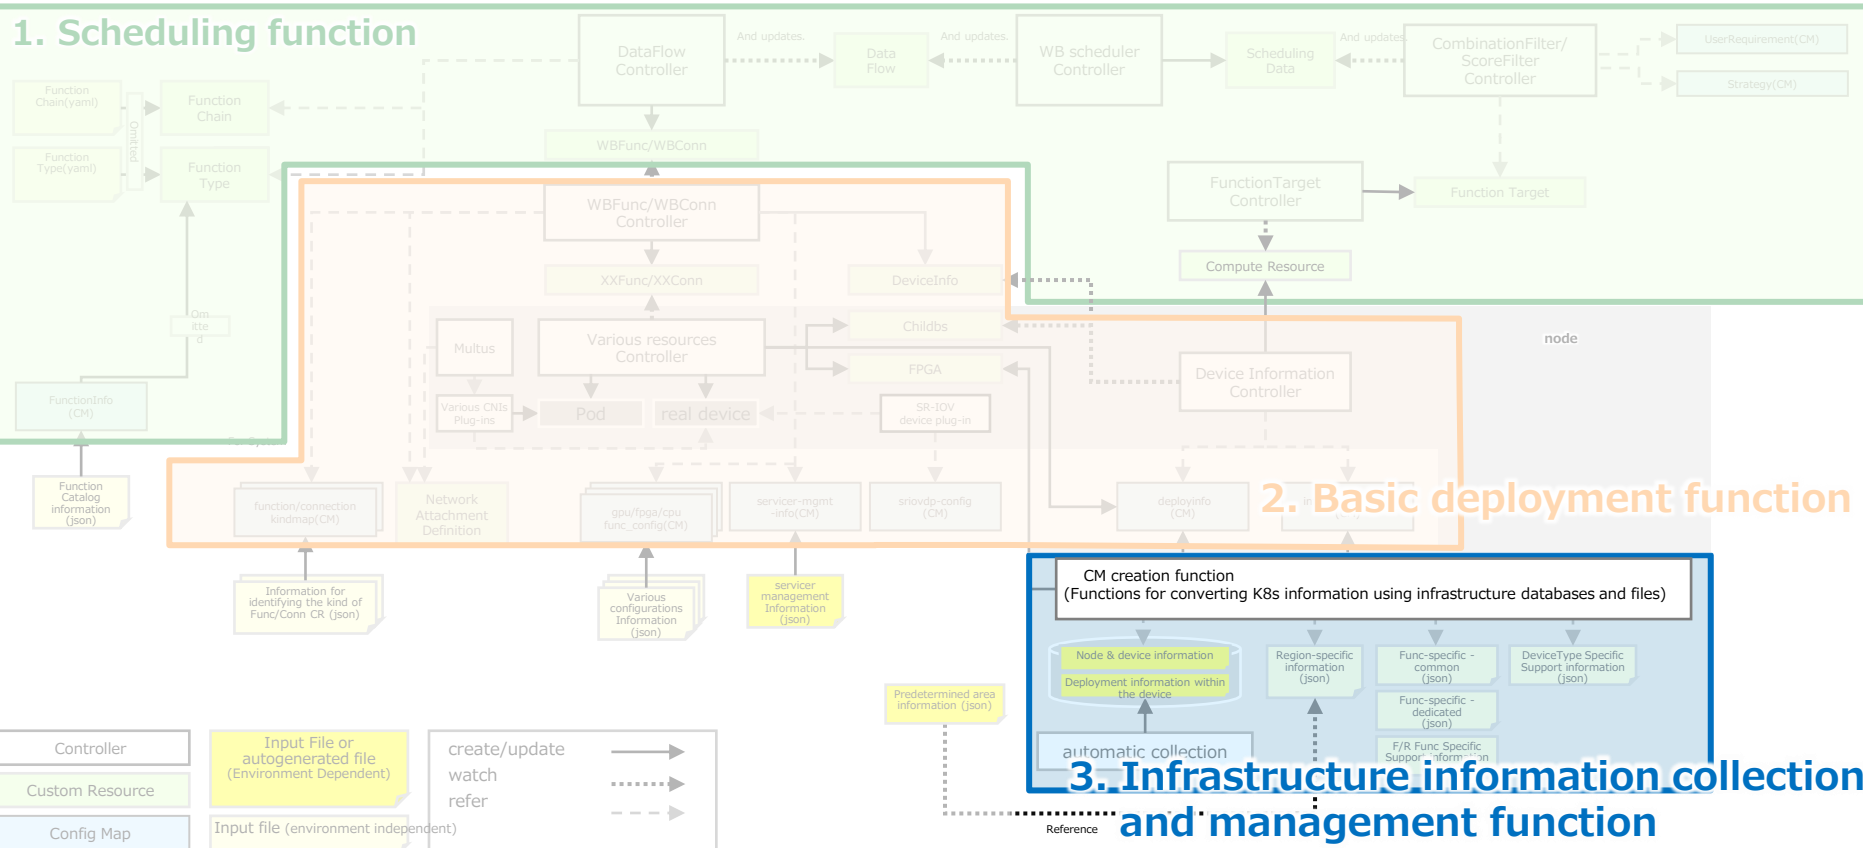 1. Scheduling function
DataFlow
Controller
And updates.
Data
Flow
And updates.
WB scheduler
Controller
Scheduling
Data
And updates.
CombinationFilter/
ScoreFilter
Controller
UserRequirement(CM)
Strategy(CM)
Function
Chain(yaml)
Function
Type(yaml)
Omitted
Function
Chain
Function
Type
WBFunc/WBConn
WBFunc/WBConn
Controller
FunctionTarget
Controller
Function Target
XXFunc/XXConn
DeviceInfo
Compute Resource
Om
itte
d
Multus
Various resources
Controller
Childbs
FPGA
node
Device Information
Controller
FunctionInfo
(CM)
Various CNIs
Plug-ins
Pod
real device
SR-IOV
device plug-in
Function
Catalog
information
(json)
function/connection
kindmap(CM)
Network
Attachment
Definition
gpu/fpga/cpu
func_config(CM)
servicer-mgmt
-info(CM)
sriovdp-config
(CM)
deployinfo
(CM)
2. Basic deployment function
Information for
identifying the kind of
Func/Conn CR (json)
Various
configurations
Information
(json)
servicer
management
Information
(json)
CM creation function
(Functions for converting K8s information using infrastructure databases and files)
Node & device information
Deployment information within
the device
Region-specific
information
(json)
Func-specific -
common
(json)
DeviceType Specific
Support information
(json)
Func-specific -
dedicated
(json)
F/R Func Specific
Support information
Predetermined area
information (json)
automatic collection
3. Infrastructure information collection
and management function
Reference
Controller
Custom Resource
Config Map
Input File or
autogenerated file
(Environment Dependent)
Input file (environment independent)
create/update
watch
refer